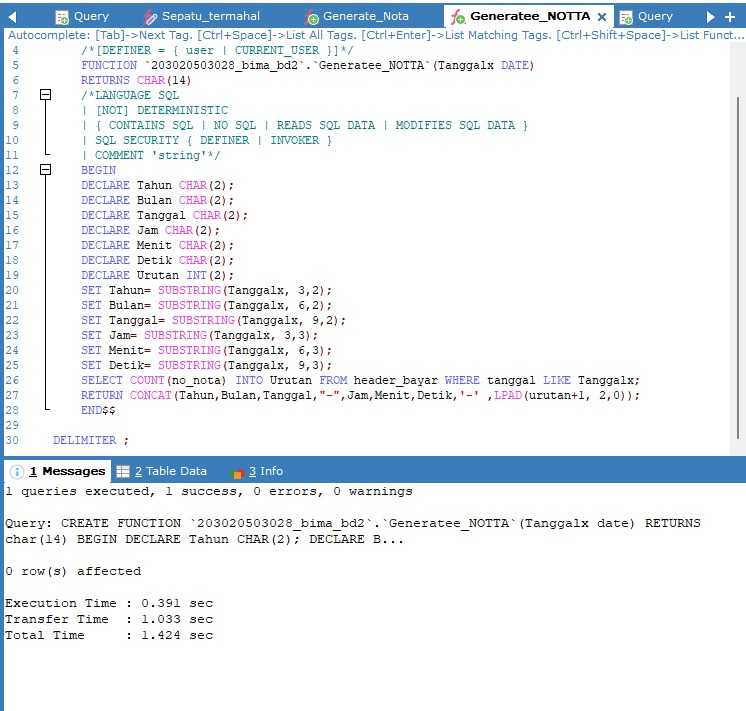 Query
Sepatu_termahal
Generate_Nota
Generatee_NOTTA
Query
Autocomplete: [Tab]->Next Tag. [Ctrl+Space]->List All Tags. [Ctrl+Enter]->List Matching Tags. [Ctrl+Shift+Space]->List Funct...
4 /*[DEFINER = { user | CURRENT_USER }]*/
5 FUNCTION `203020503028_bima_bd2`.`Generatee_NOTTA`(Tanggalx DATE)
6 RETURNS CHAR(14)
7 /*LANGUAGE SQL
8 | [NOT] DETERMINISTIC
9 | { CONTAINS SQL | NO SQL | READS SQL DATA | MODIFIES SQL DATA }
10 | SQL SECURITY { DEFINER | INVOKER }
11 | COMMENT 'string'*/
12 BEGIN
13 DECLARE Tahun CHAR(2);
14 DECLARE Bulan CHAR(2);
15 DECLARE Tanggal CHAR(2);
16 DECLARE Jam CHAR(2);
17 DECLARE Menit CHAR(2);
18 DECLARE Detik CHAR(2);
19 DECLARE Urutan INT(2);
20 SET Tahun= SUBSTRING(Tanggalx, 3,2);
21 SET Bulan= SUBSTRING(Tanggalx, 6,2);
22 SET Tanggal= SUBSTRING(Tanggalx, 9,2);
23 SET Jam= SUBSTRING(Tanggalx, 3,3);
24 SET Menit= SUBSTRING(Tanggalx, 6,3);
25 SET Detik= SUBSTRING(Tanggalx, 9,3);
26 SELECT COUNT(no_nota) INTO Urutan FROM header_bayar WHERE tanggal LIKE Tanggalx;
27 RETURN CONCAT(Tahun,Bulan,Tanggal,"-",Jam,Menit,Detik,'-' ,LPAD(urutan+1, 2,0));
28 END$$
29
30 DELIMITER ;
1 Messages
2 Table Data
3 Info
1 queries executed, 1 success, 0 errors, 0 warnings
Query: CREATE FUNCTION `203020503028_bima_bd2`.`Generatee_NOTTA`(Tanggalx date) RETURNS
char(14) BEGIN DECLARE Tahun CHAR(2); DECLARE B...
0 row(s) affected
Execution Time : 0.391 sec
Transfer Time : 1.033 sec
Total Time : 1.424 sec